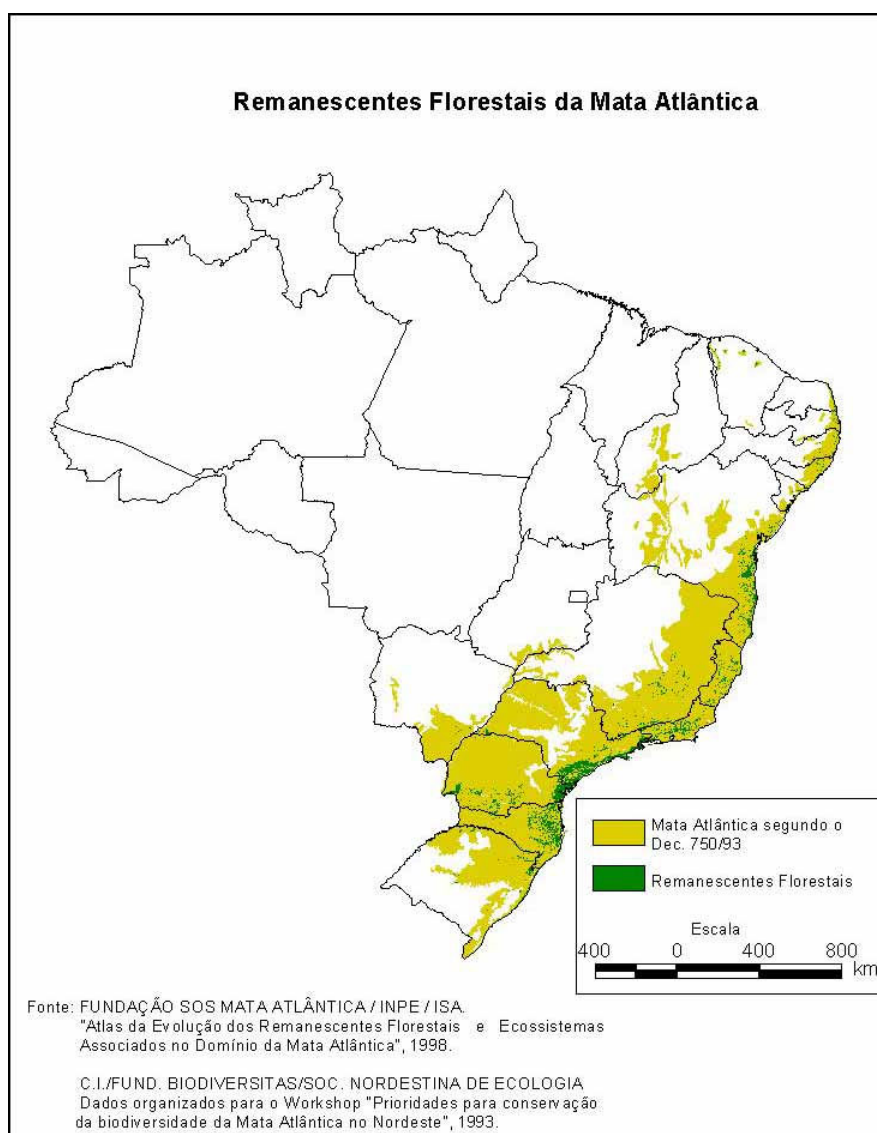 Remanescentes Florestais da Mata Atlântica
Mata Atlântica segundo o
Dec. 750/93
Remanescentes Florestais
Escala
400 0 400 800
km
Fonte: FUNDAÇÃO SOS MATA ATLÂNTICA / INPE / ISA.
"Atlas da Evolução dos Remanescentes Florestais e Ecossistemas
Associados no Domínio da Mata Atlântica", 1998.
C.I./FUND. BIODIVERSITAS/SOC. NORDESTINA DE ECOLOGIA
Dados organizados para o Workshop "Prioridades para conservação
da biodiversidade da Mata Atlântica no Nordeste", 1993.